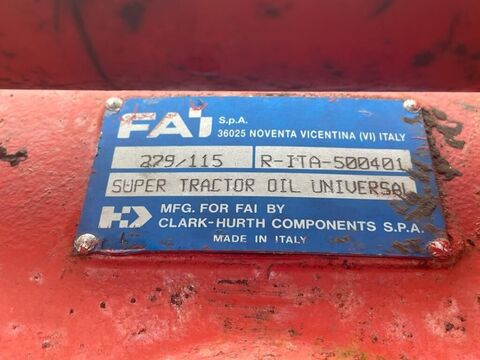 FAI S.p.A.
36025 NOVENTA VICENTINA (VI) ITALY
279/115 R-ITA-500401
SUPER TRACTOR OIL UNIVERSAL
MFG. FOR FAI BY
CLARK-HURTH COMPONENTS S.P.A.
MADE IN ITALY